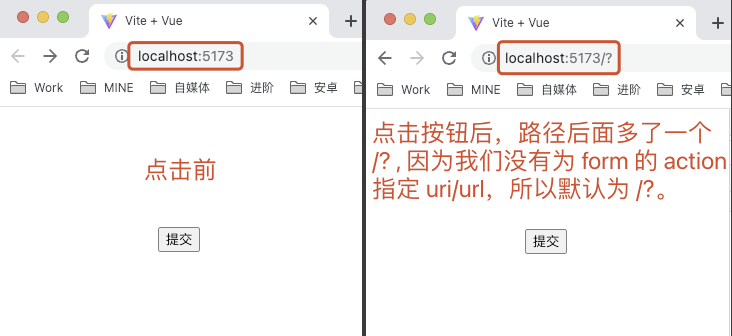 Vite + Vue
localhost:5173
Work MINE 自媒体 进阶 安卓
点击前
提交
Vite + Vue
localhost:5173/?
Work MINE 自媒体 进阶 安卓
点击按钮后，路径后面多了一个
/? , 因为我们没有为 form 的 action
指定 uri/url，所以默认为 /?。
提交